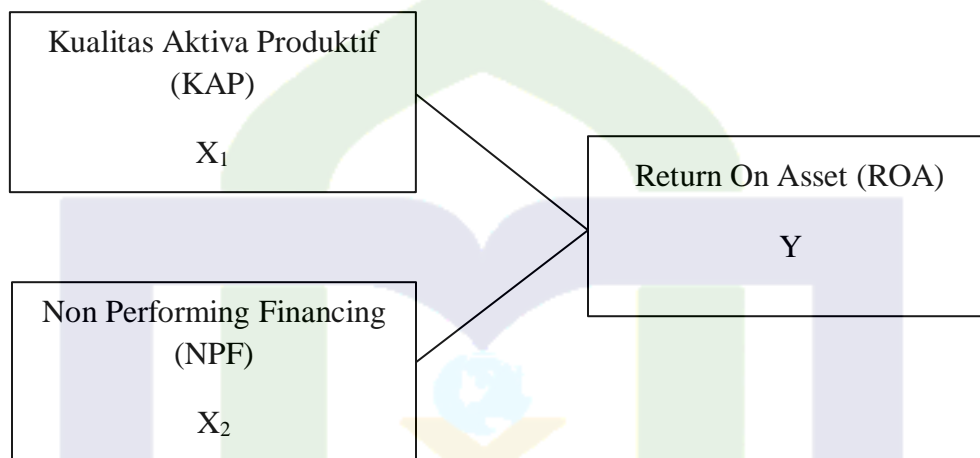 Kualitas Aktiva Produktif
(KAP)
X₁
Return On Asset (ROA)
Y
Non Performing Financing
(NPF)
X₂